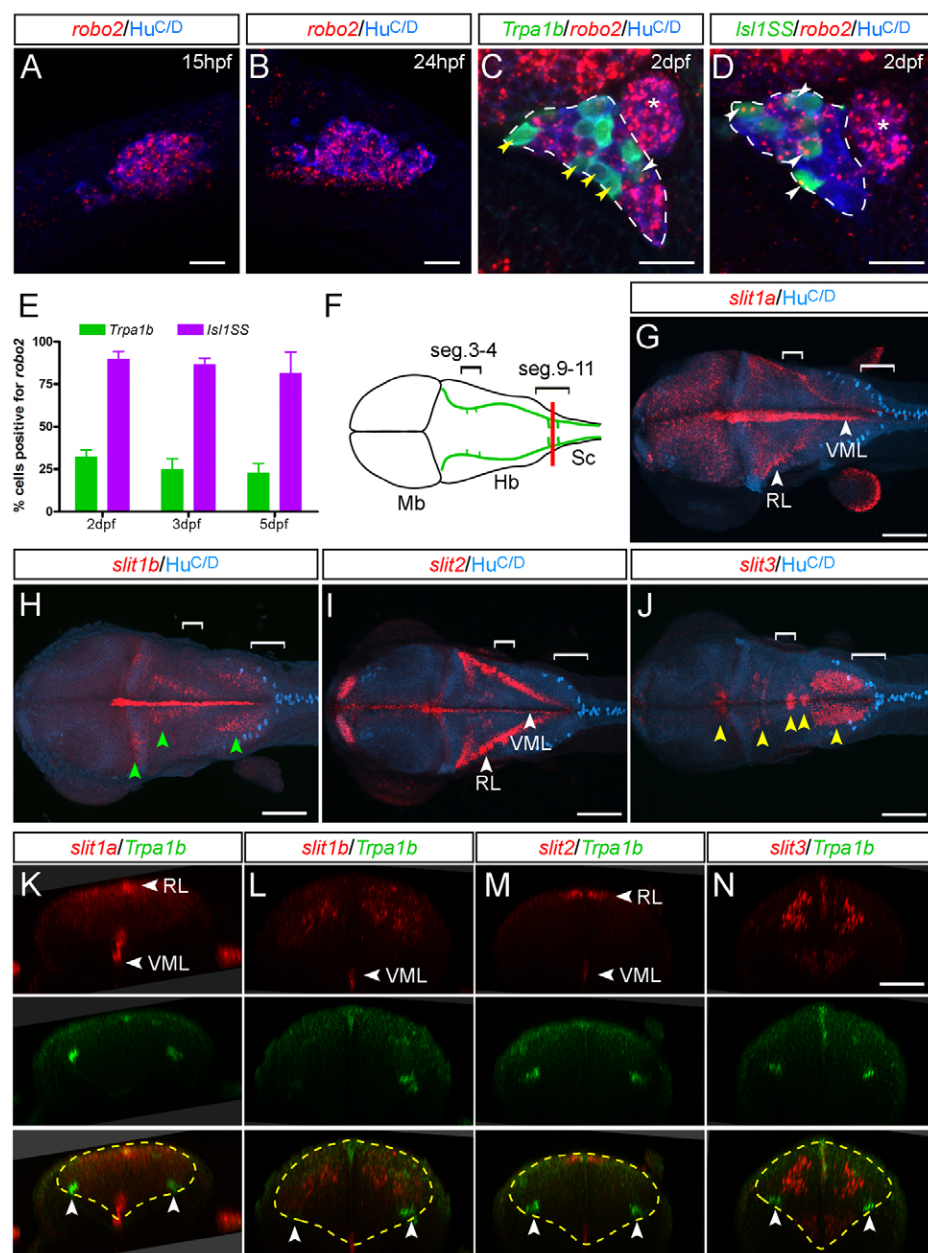 robo2/HuC/D
robo2/HuC/D
Trpa1b/robo2/HuC/D
Isl1SS/robo2/HuC/D
A
15hpf
B
24hpf
C
2dpf
*
D
2dpf
*
E
Trpa1b
Isl1SS
% cells positive for robo2
100
75
50
25
0
2dpf
3dpf
5dpf
F
seg.3-4
seg.9-11
Mb
Hb
Sc
slit1a/HuC/D
G
VML
RL
slit1b/HuC/D
slit2/HuC/D
slit3/HuC/D
H
I
VML
RL
J
slit1a/Trpa1b
slit1b/Trpa1b
slit2/Trpa1b
slit3/Trpa1b
K
RL
VML
L
VML
M
RL
VML
N